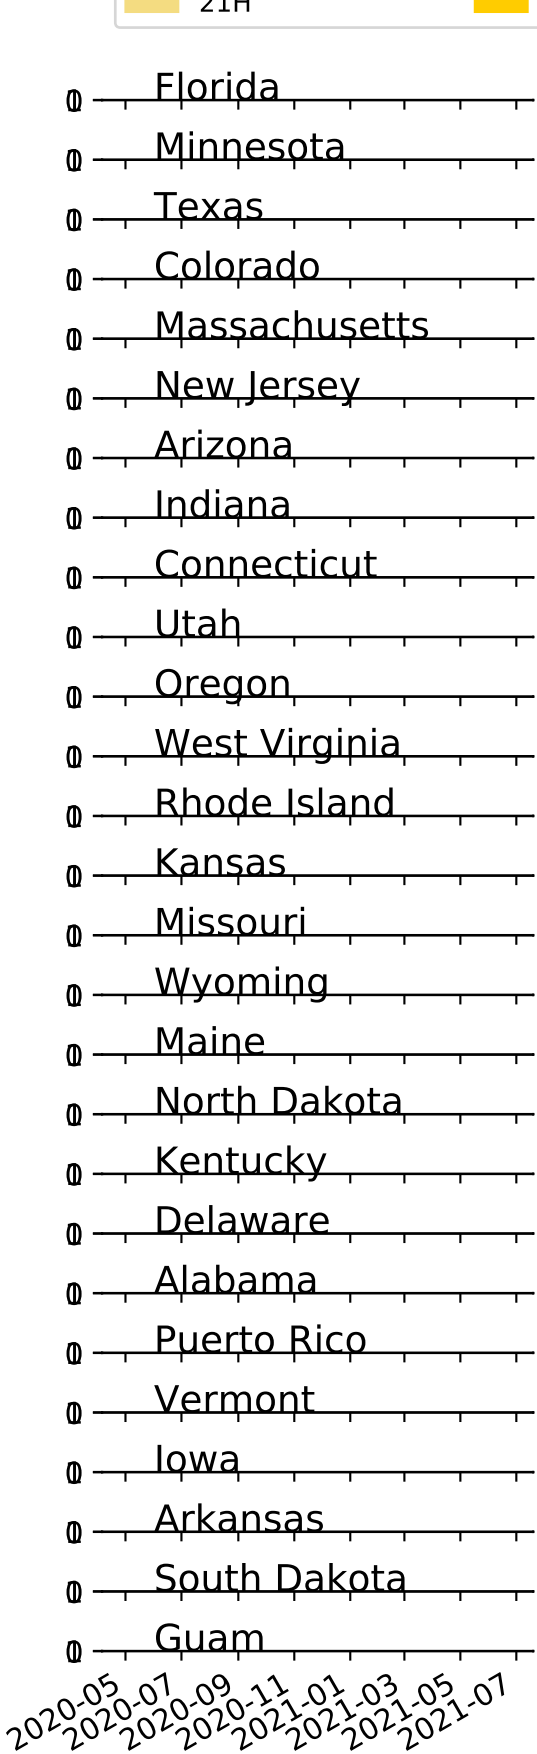 21H
Florida
Minnesota
Texas
Colorado
Massachusetts
New Jersey
Arizona
Indiana
Connecticut
Utah
Oregon
West Virginia
Rhode Island
Kansas
Missouri
Wyoming
Maine
North Dakota
Kentucky
Delaware
Alabama
Puerto Rico
Vermont
Iowa
Arkansas
South Dakota
Guam
2020-05 2020-07 2020-09 2020-11 2021-01 2021-03 2021-05 2021-07